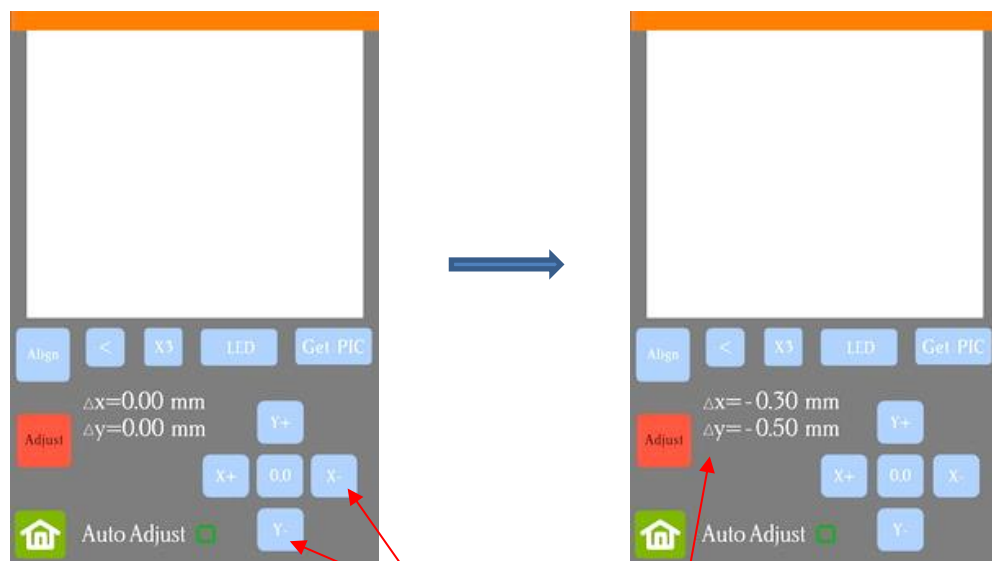 Align
<
X3
LED
Get PIC
△x=0.00 mm
△y=0.00 mm
Adjust
Y+
X+
0.0
X-
Auto Adjust
Y-
Align
<
X3
LED
Get PIC
△x=-0.30 mm
△y=-0.50 mm
Adjust
Y+
X+
0.0
X-
Auto Adjust
Y-